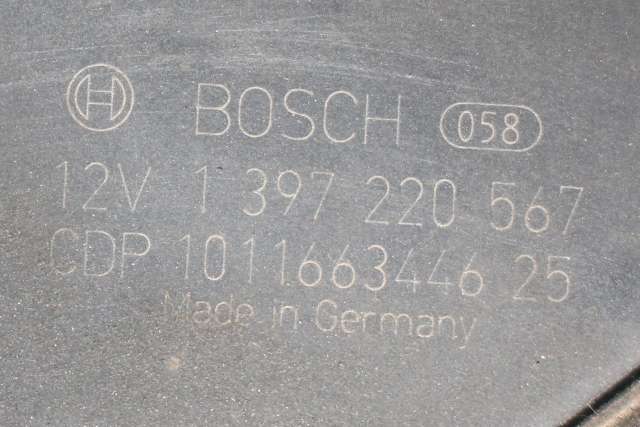 BOSCH 058
12V 1 397 220 567
CDP 1011663446 25
Made in Germany